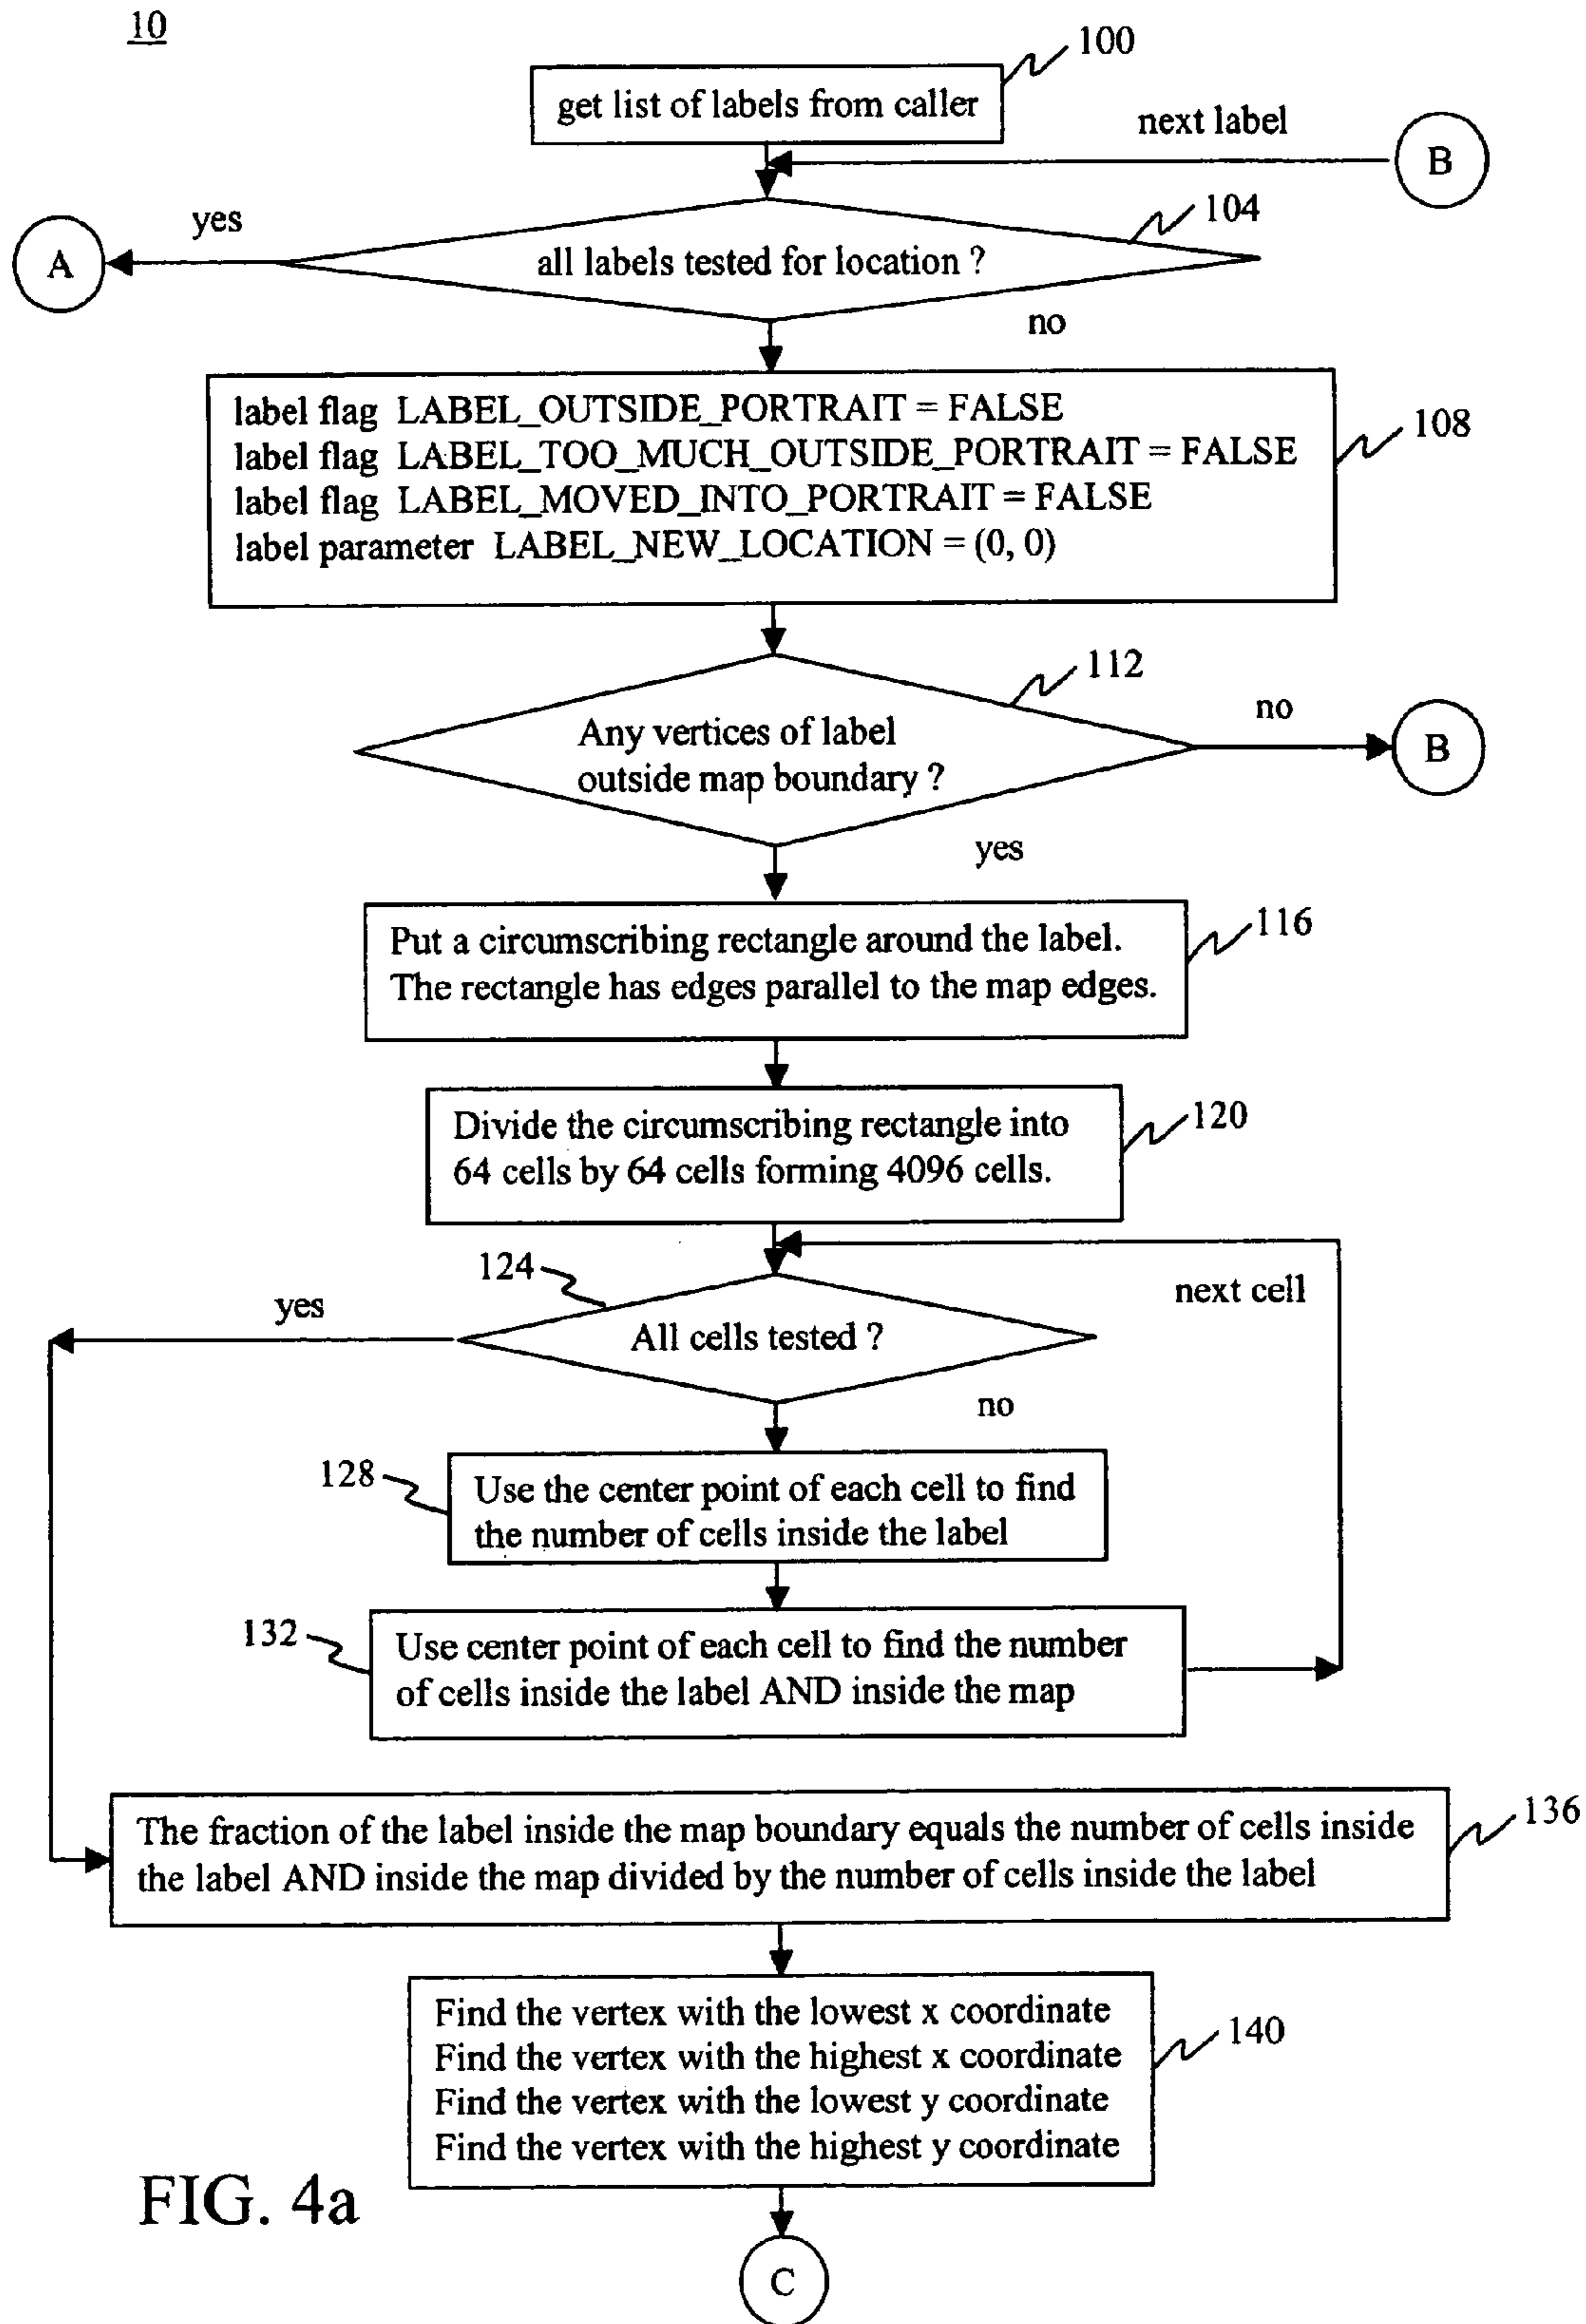 10
100
get list of labels from caller
next label
B
104
yes
A
all labels tested for location ?
no
label flag LABEL_OUTSIDE_PORTRAIT = FALSE
label flag LABEL_TOO_MUCH_OUTSIDE_PORTRAIT = FALSE
label flag LABEL_MOVED_INTO_PORTRAIT = FALSE
label parameter LABEL_NEW_LOCATION = (0, 0)
108
112
Any vertices of label
outside map boundary ?
no
B
yes
Put a circumscribing rectangle around the label.
The rectangle has edges parallel to the map edges.
116
Divide the circumscribing rectangle into
64 cells by 64 cells forming 4096 cells.
120
124
next cell
yes
All cells tested ?
no
128
Use the center point of each cell to find
the number of cells inside the label
132
Use center point of each cell to find the number
of cells inside the label AND inside the map
The fraction of the label inside the map boundary equals the number of cells inside
the label AND inside the map divided by the number of cells inside the label
136
Find the vertex with the lowest x coordinate
Find the vertex with the highest x coordinate
Find the vertex with the lowest y coordinate
Find the vertex with the highest y coordinate
140
FIG. 4a
C